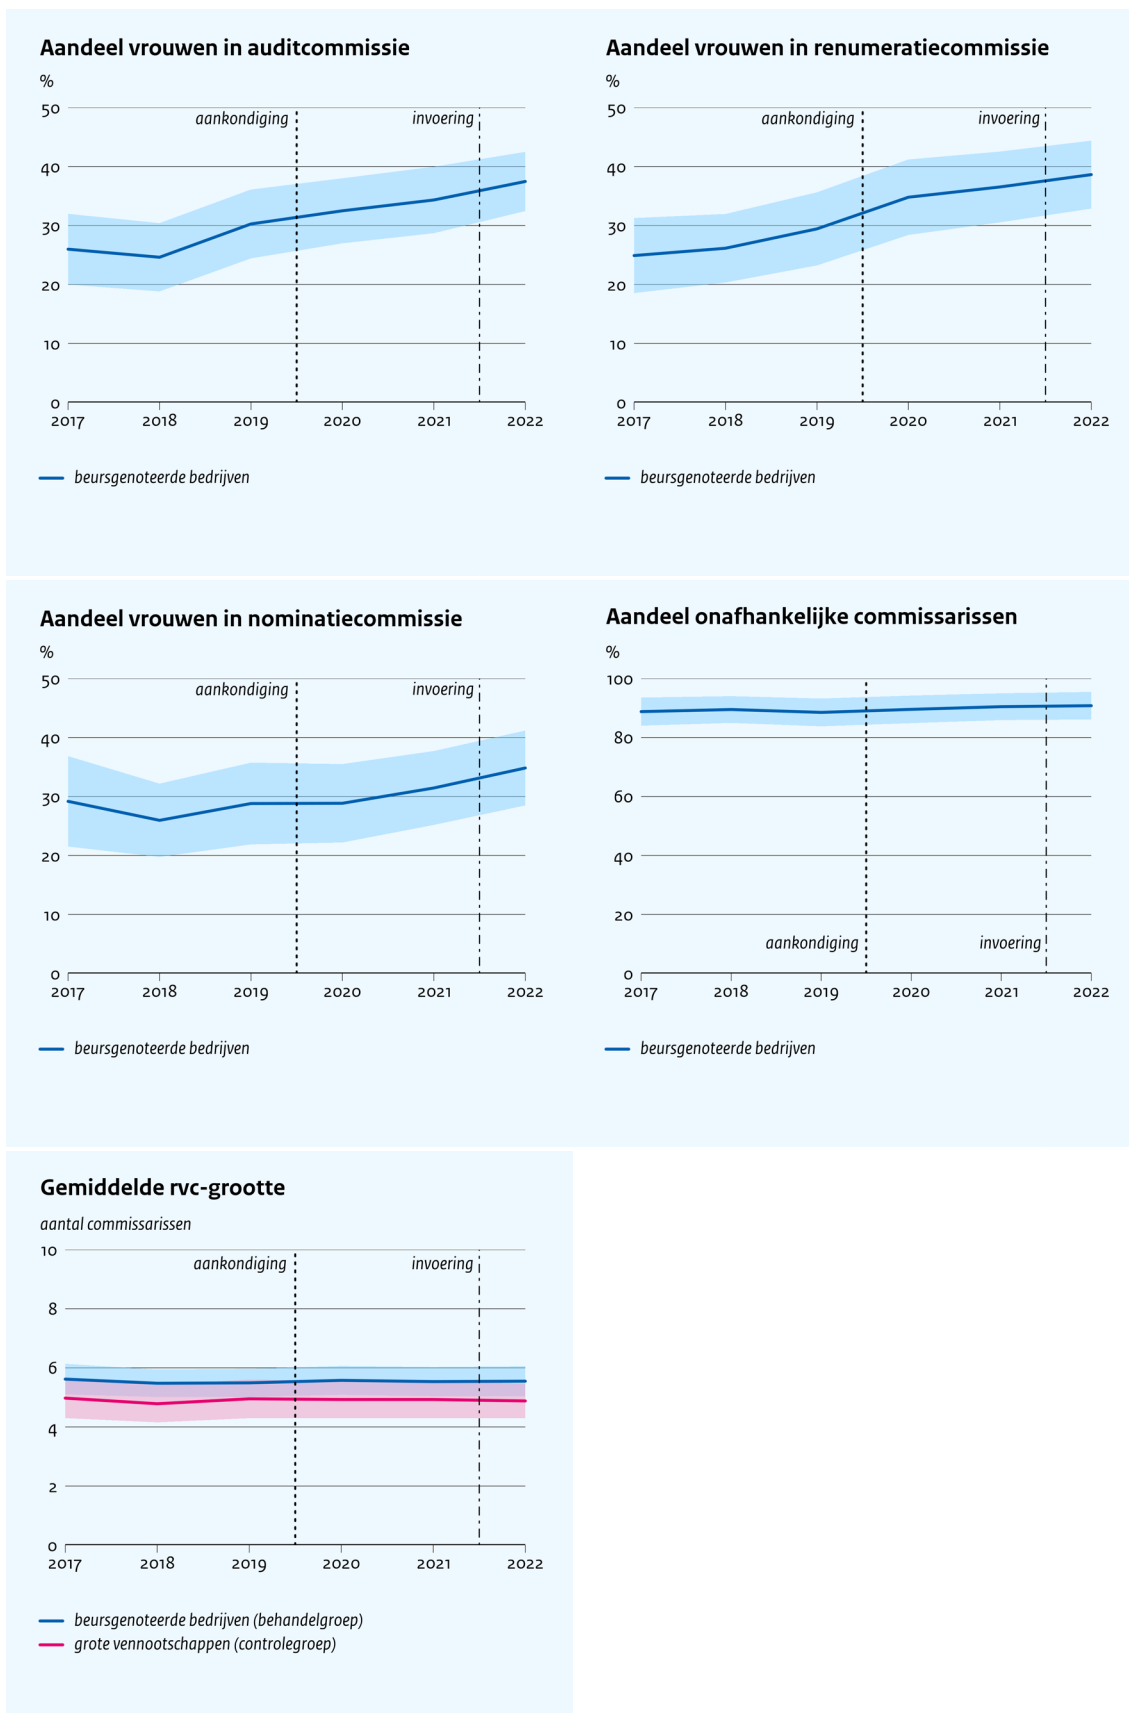 Aandeel vrouwen in auditcommissie
%
50
aankondiging
invoering
40
30
20
10
0
2017 2018 2019 2020 2021 2022
beursgenoteerde bedrijven
Aandeel vrouwen in renumeratiecommissie
%
50
aankondiging
invoering
40
30
20
10
0
2017 2018 2019 2020 2021 2022
beursgenoteerde bedrijven
Aandeel vrouwen in nominatiecommissie
%
50
aankondiging
invoering
40
30
20
10
0
2017 2018 2019 2020 2021 2022
beursgenoteerde bedrijven
Aandeel onafhankelijke commissarissen
%
100
80
60
40
20
aankondiging
invoering
0
2017 2018 2019 2020 2021 2022
beursgenoteerde bedrijven
Gemiddelde rvc-grootte
aantal commissarissen
10
aankondiging
invoering
8
6
4
2
0
2017 2018 2019 2020 2021 2022
beursgenoteerde bedrijven (behandelgroep)
grote vennootschappen (controlegroep)